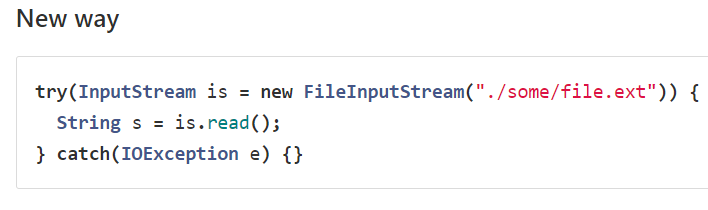 New way
try(InputStream is = new FileInputStream("./some/file.ext")) {
  String s = is.read();
} catch(IOException e) {}